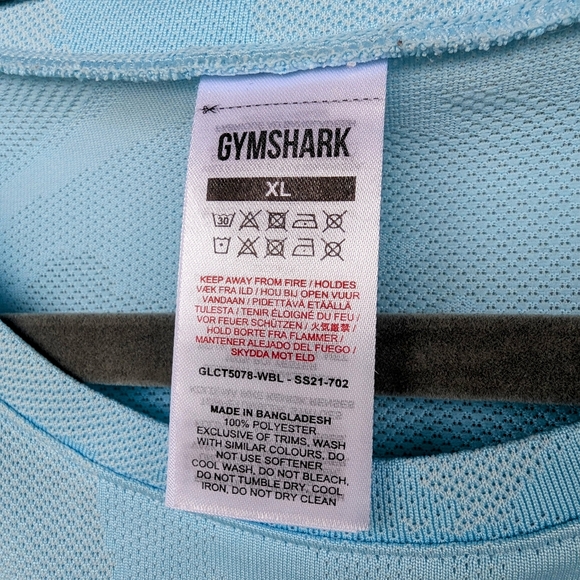 GYMSHARK
XL
30
KEEP AWAY FROM FIRE / HOLDES
VÆK FRA ILD / HOU BIJ OPEN VUUR
VANDAAN / PIDETTÄVÄ ETÄÄLLÄ
TULESTA / TENIR ÉLOIGNÉ DU FEU /
VOR FEUER SCHÜTZEN / 火気厳禁 /
HOLD BORTE FRA FLAMMER /
MANTENER ALEJADO DEL FUEGO /
SKYDDA MOT ELD
GLCT5078-WBL - SS21-702
MADE IN BANGLADESH
100% POLYESTER
EXCLUSIVE OF TRIMS, WASH
WITH SIMILAR COLOURS, DO
NOT USE SOFTENER
COOL WASH, DO NOT BLEACH,
DO NOT TUMBLE DRY, COOL
IRON, DO NOT DRY CLEAN